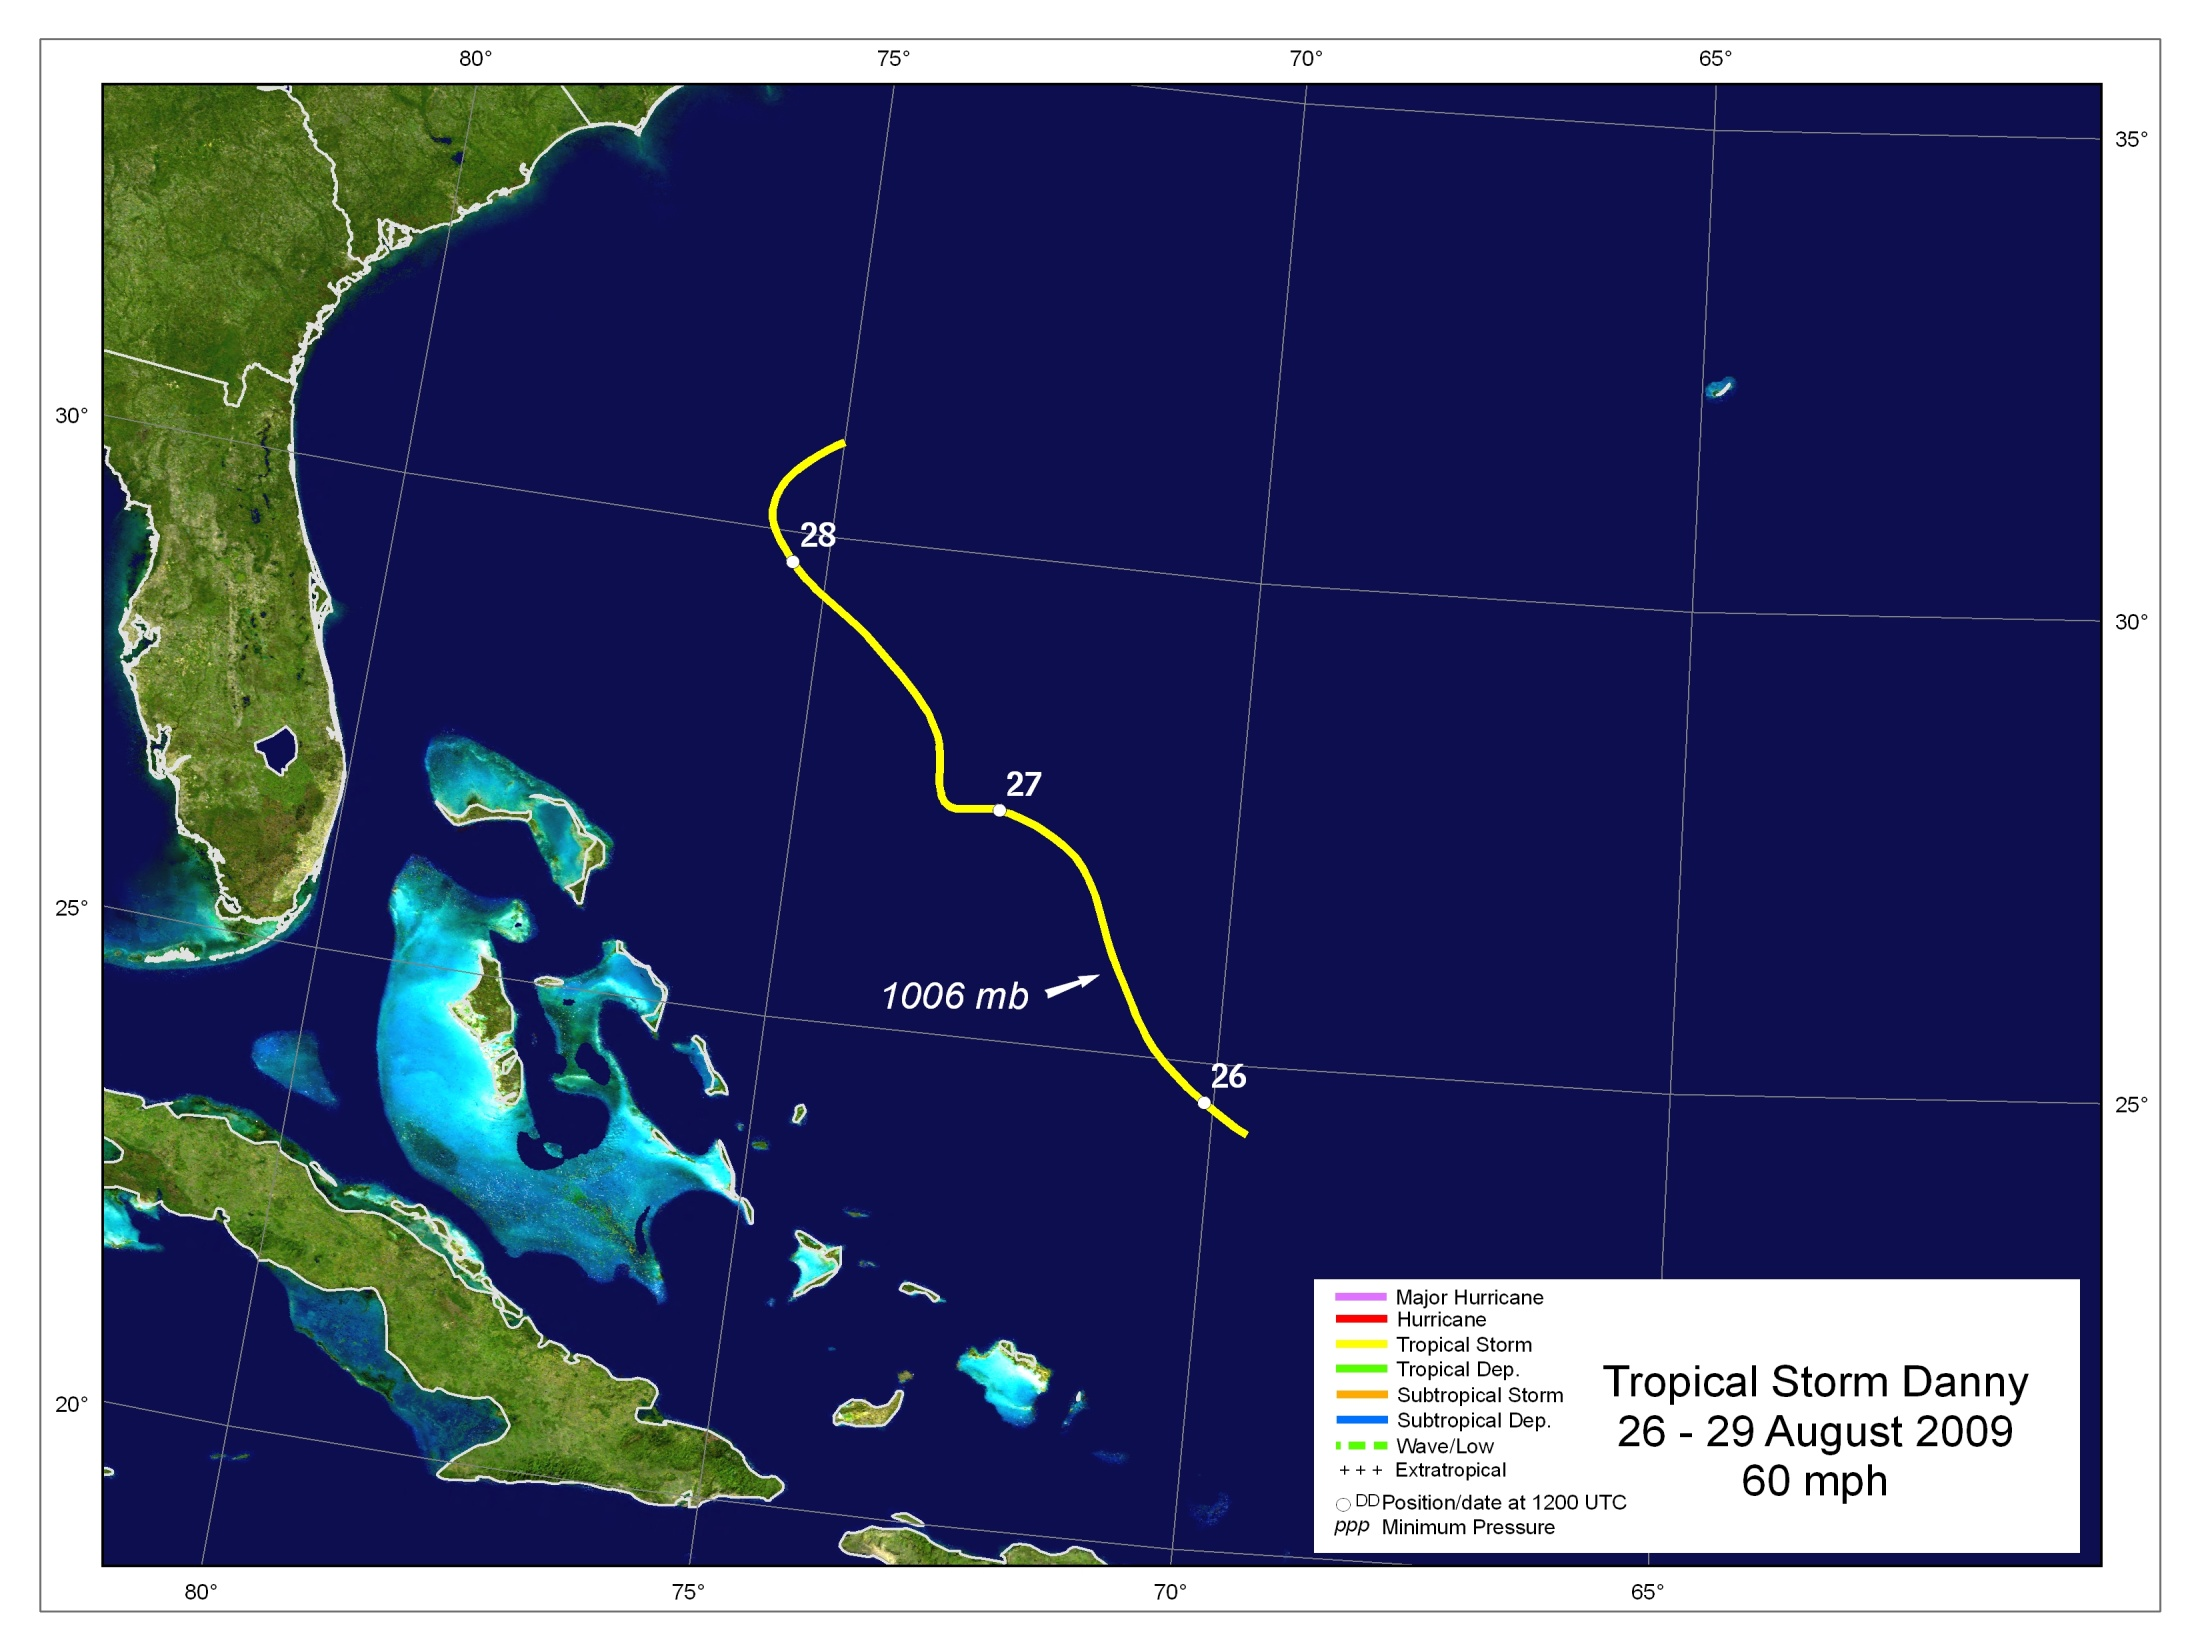 80° 75° 70° 65°
35°
30°
28
30°
27
25°
1006 mb
26
25°
20°
Major Hurricane
Hurricane
Tropical Storm
Tropical Dep.
Subtropical Storm
Subtropical Dep.
Wave/Low
+ + + Extratropical
DD Position/date at 1200 UTC
ppp Minimum Pressure
Tropical Storm Danny
26 - 29 August 2009
60 mph
80° 75° 70° 65°